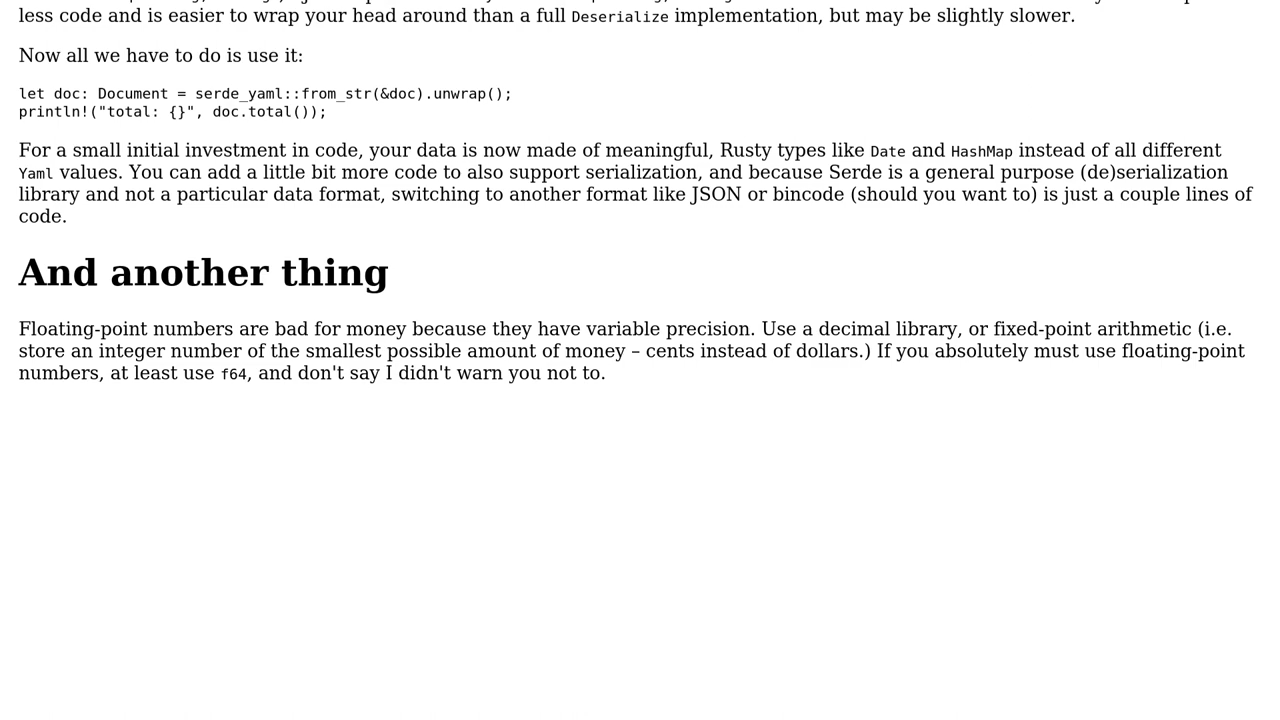 less code and is easier to wrap your head around than a full Deserialize implementation, but may be slightly slower.
Now all we have to do is use it:
let doc: Document = serde_yaml::from_str(&doc).unwrap();
println!("total: {}", doc.total());
For a small initial investment in code, your data is now made of meaningful, Rusty types like Date and HashMap instead of all different
Yaml values. You can add a little bit more code to also support serialization, and because Serde is a general purpose (de)serialization
library and not a particular data format, switching to another format like JSON or bincode (should you want to) is just a couple lines of
code.
And another thing
Floating-point numbers are bad for money because they have variable precision. Use a decimal library, or fixed-point arithmetic (i.e.
store an integer number of the smallest possible amount of money – cents instead of dollars.) If you absolutely must use floating-point
numbers, at least use f64, and don't say I didn't warn you not to.